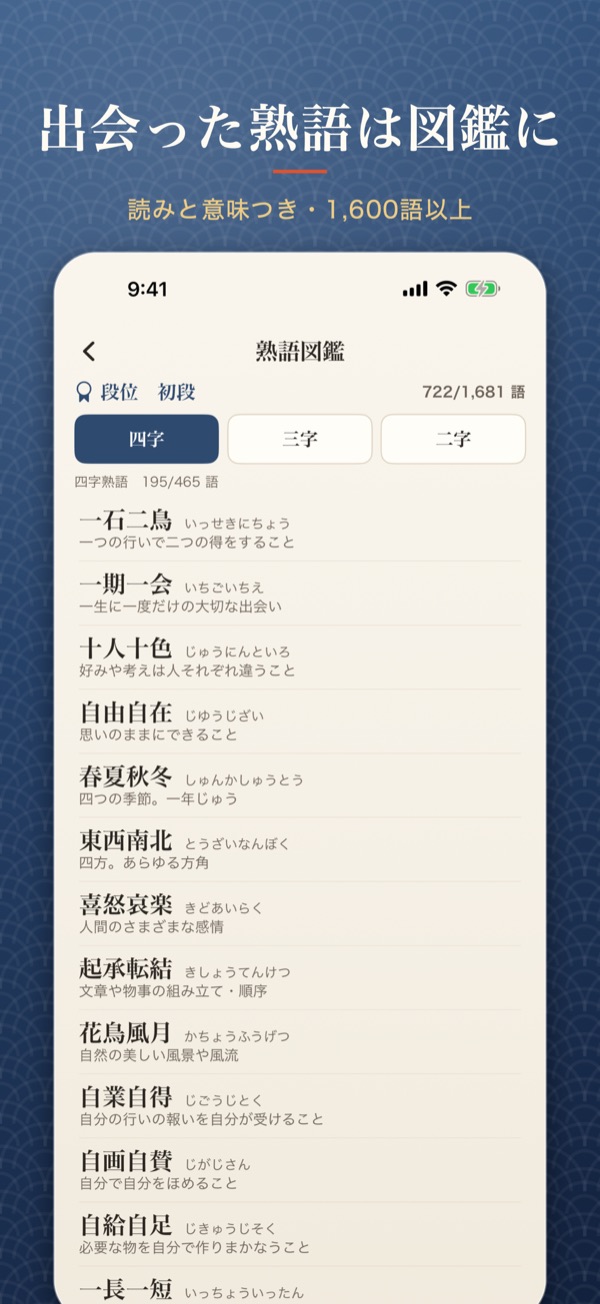 出会った熟語は図鑑に
読みと意味つき・1,600語以上
9:41
熟語図鑑
段位 初段 722/1,681 語
四字 三字 二字
四字熟語 195/465 語
一石二鳥 いっせきにちょう
一つの行いで二つの得をすること
一期一会 いちごいちえ
一生に一度だけの大切な出会い
十人十色 じゅうにんといろ
好みや考えは人それぞれ違うこと
自由自在 じゆうじざい
思いのままにできること
春夏秋冬 しゅんかしゅうとう
四つの季節。一年じゅう
東西南北 とうざいなんぼく
四方。あらゆる方角
喜怒哀楽 きどあいらく
人間のさまざまな感情
起承転結 きしょうてんけつ
文章や物事の組み立て・順序
花鳥風月 かちょうふうげつ
自然の美しい風景や風流
自業自得 じごうじとく
自分の行いの報いを自分が受けること
自画自賛 じがじさん
自分で自分をほめること
自給自足 じきゅうじそく
必要な物を自分で作りまかなうこと
一長一短 いっちょういったん